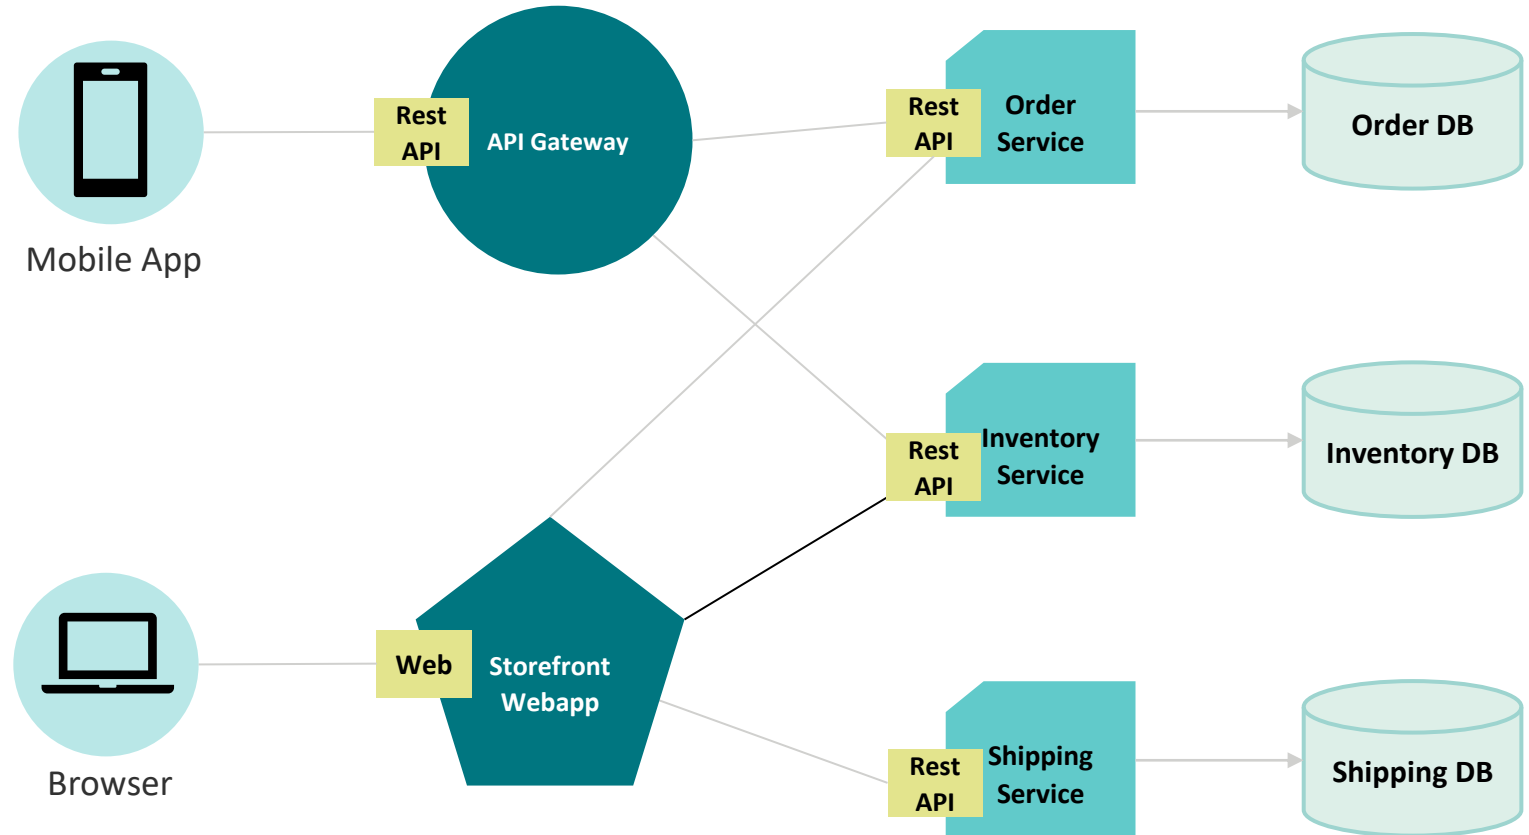 Rest
API
API Gateway
Rest
API
Order
Service
Order DB
Mobile App
Rest
API
Inventory
Service
Inventory DB
Web
Storefront
Webapp
Browser
Rest
API
Shipping
Service
Shipping DB